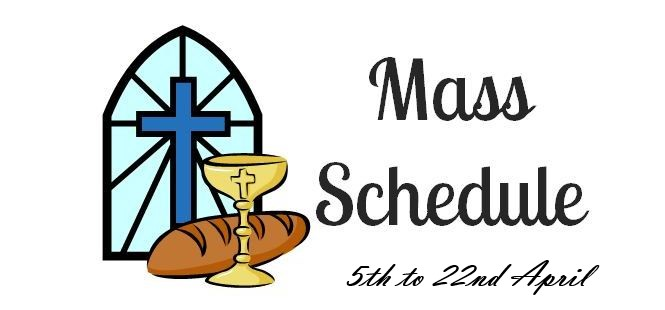 Mass
Schedule
5th to 22nd April